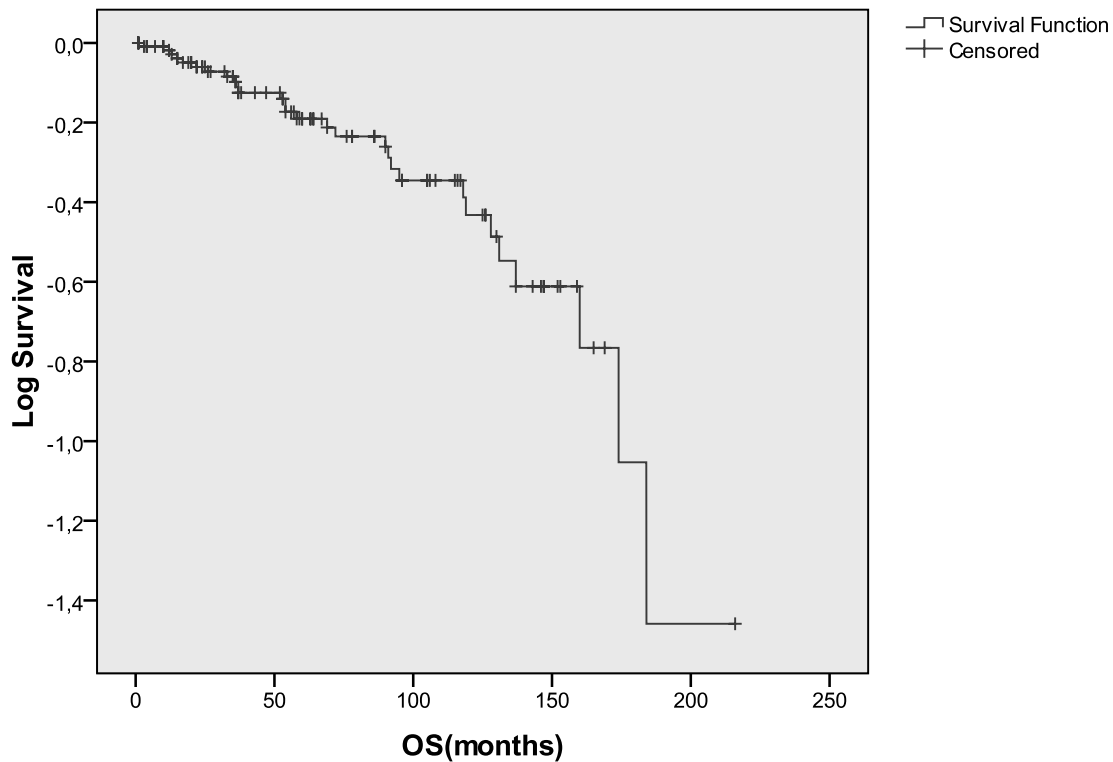 Survival Function
Censored
0,0
-0,2
-0,4
-0,6
-0,8
-1,0
-1,2
-1,4
Log Survival
0 50 100 150 200 250
OS(months)